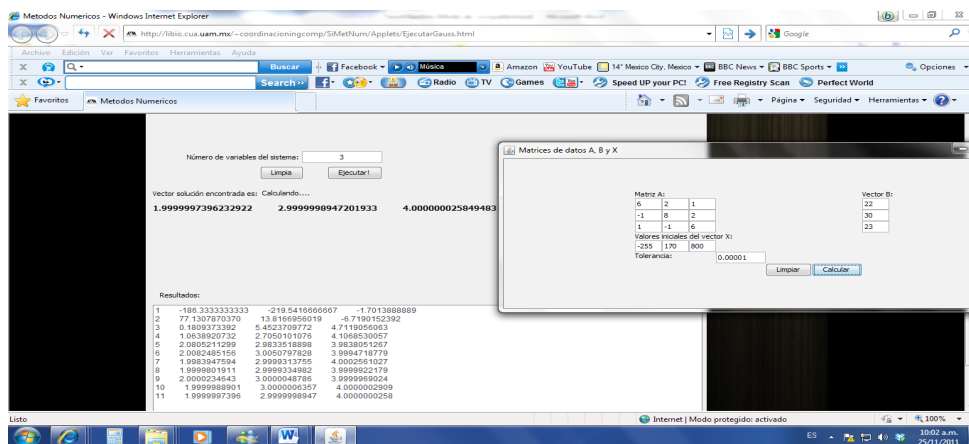 Metodos Numericos - Windows Internet Explorer
http://libio.cua.uam.mx/~coordinacioningcomp/SiMetNum/Applets/EjecutarGauss.html
Google
Archivo Edición Ver Favoritos Herramientas Ayuda
X Buscar Facebook Música Amazon YouTube 14° Mexico City, Mexico BBC News BBC Sports Opciones
X Search Radio TV Games Speed UP your PC! Free Registry Scan Perfect World
Favoritos Metodos Numericos Página Seguridad Herramientas
Número de variables del sistema: 3
Limpia Ejecutar!
Vector solución encontrada es: Calculando....
1.9999997396232922 2.9999998947201933 4.000000025849483
Matrices de datos A, B y X
Matriz A: Vector B:
6 2 1 22
-1 8 2 30
1 -1 6 23
Valores iniciales del vector X:
-255 170 800
Tolerancia: 0.00001
Limpiar Calcular
Resultados:
1 -186.3333333333 -219.5416666667 -1.7013888889
2 77.1307870370 13.8166956019 -6.7190152392
3 0.1809373392 5.4523709772 4.7119056063
4 1.0638920732 2.7050101076 4.1068530057
5 2.0805211299 2.9833518898 3.9838051267
6 2.0082485156 3.0050797828 3.9994718779
7 1.9983947594 2.9999313755 4.0002561027
8 1.9999801911 2.9999334982 3.9999922179
9 2.0000234643 3.0000048786 3.9999969024
10 1.9999988901 3.0000006357 4.0000002909
11 1.9999997396 2.9999998947 4.0000000258
Listo Internet | Modo protegido: activado 100%
ES 10:02 a.m.
25/11/2011